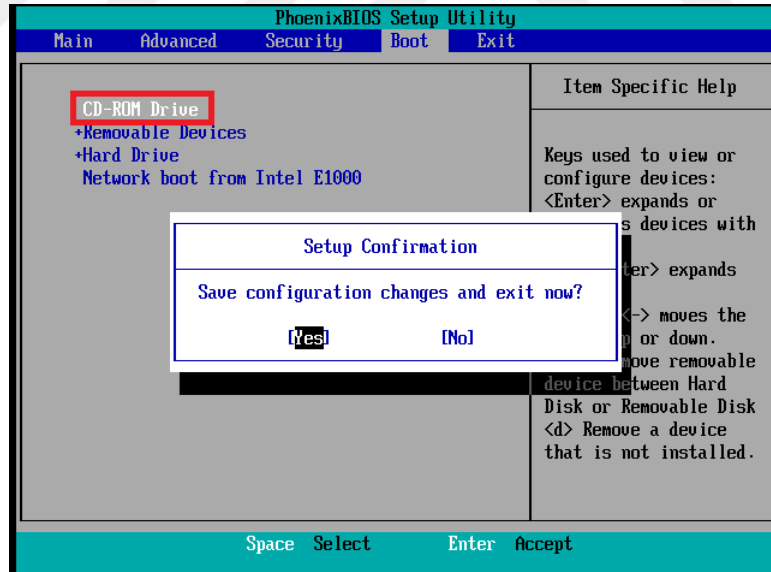 PhoenixBIOS Setup Utility
Main Advanced Security Boot Exit
CD-ROM Drive
+Removable Devices
+Hard Drive
Network boot from Intel E1000
Item Specific Help
Keys used to view or
configure devices:
<Enter> expands or
devices with
expands
<-> moves the
or down.
removable
device between Hard
Disk or Removable Disk
<d> Remove a device
that is not installed.
Setup Confirmation
Save configuration changes and exit now?
[Yes] [No]
Space Select Enter Accept